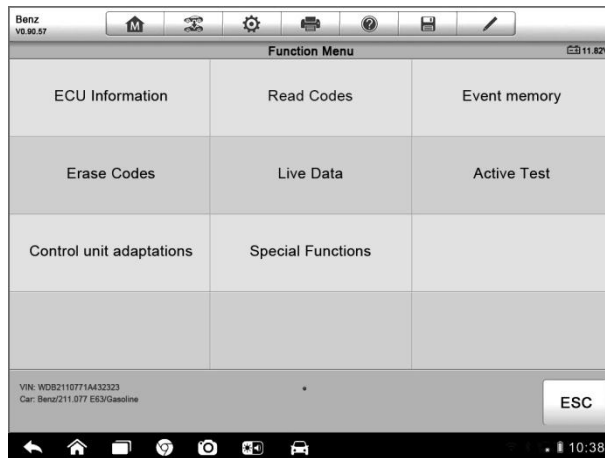 Benz
V0.90.57
M
Function Menu
11.82V
ECU Information
Read Codes
Event memory
Erase Codes
Live Data
Active Test
Control unit adaptations
Special Functions
VIN: WDB2110771A432323
Car: Benz/211.077 E63/Gasoline
ESC
10:38